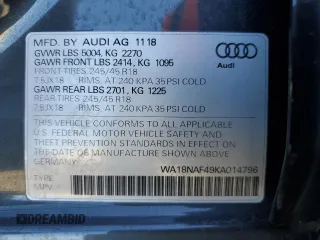 MFD. BY AUDI AG 11 18
GVWR LBS 5004, KG 2270
GAWR FRONT LBS 2414, KG 1095
FRONT TIRES 245/45 R18
7.5JX18 RIMS, AT 240 KPA 35 PSI COLD
GAWR REAR LBS 2701, KG 1225
REAR TIRES 245/45 R18
7.5JX18 RIMS, AT 240 KPA 35 PSI COLD
Audi
THIS VEHICLE CONFORMS TO ALL APPLICABLE
U.S. FEDERAL MOTOR VEHICLE SAFETY
STANDARDS, BUMPER STANDARDS, AND
THEFT PREVENTION STANDARDS IN EFFECT ON
THE DATE OF MANUFACTURE SHOWN ABOVE.
WA18NAF49KA014796
TYPE:
MPV
DREAMBID